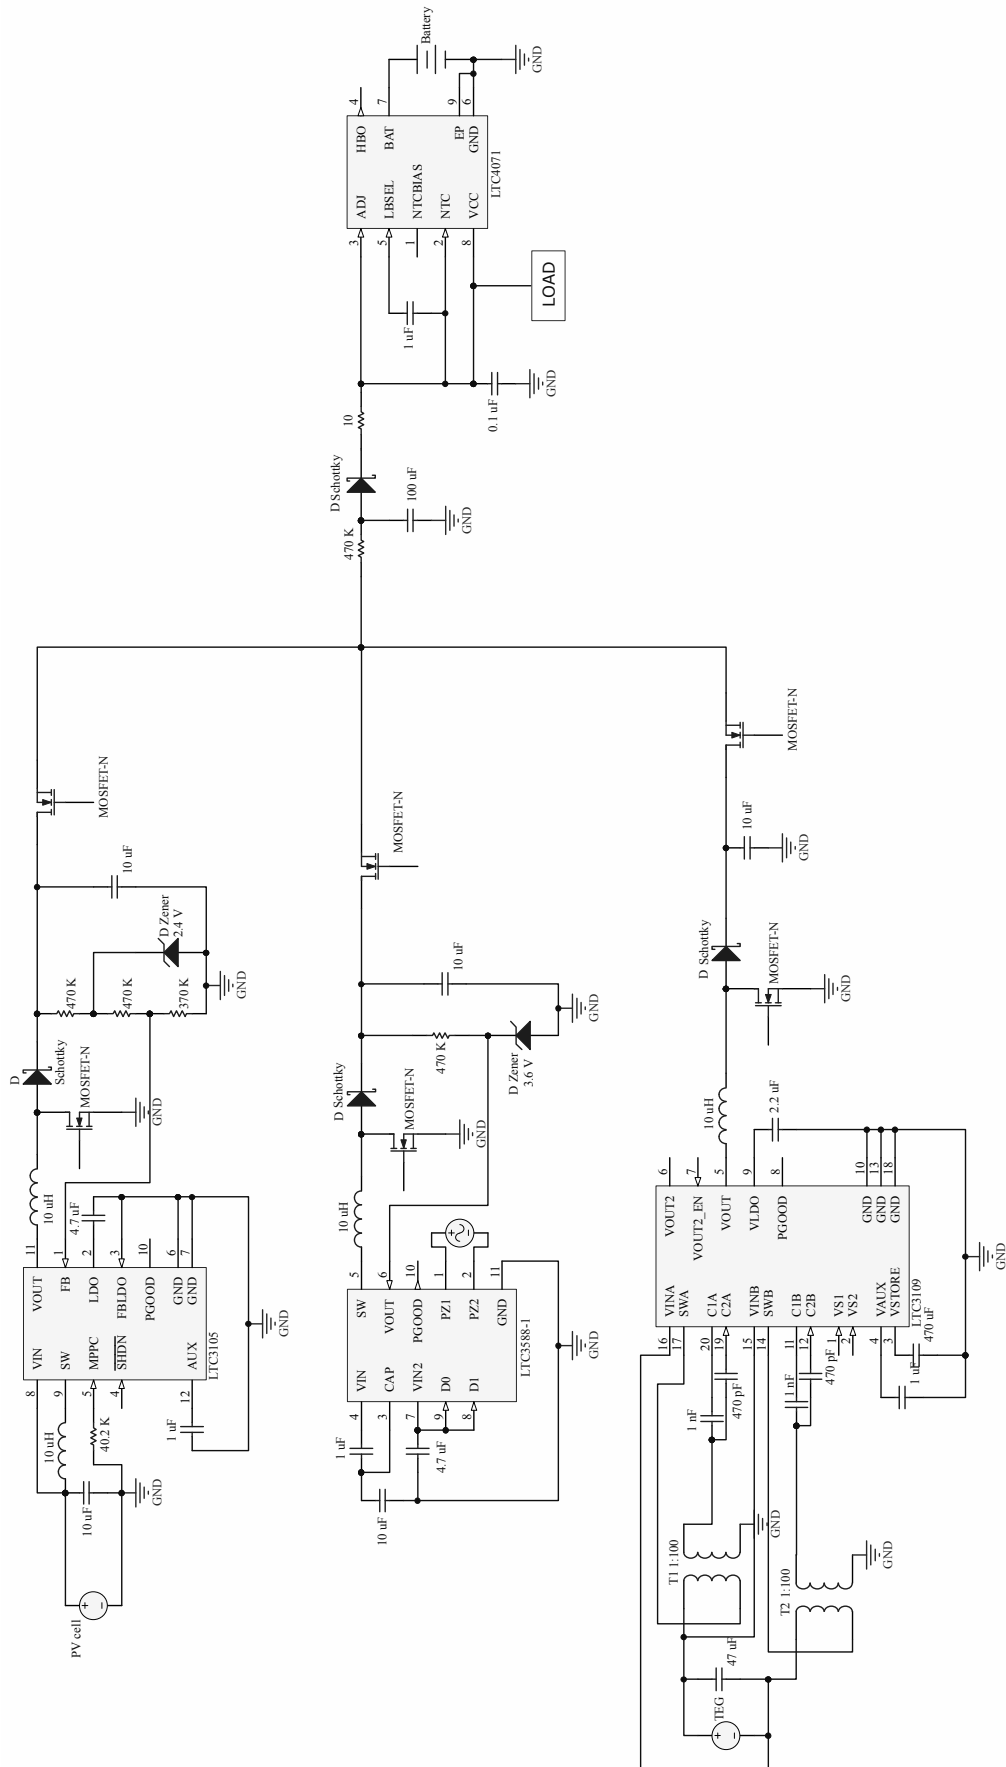 PV cell
+
−
10 uF
GND
10 uH
40.2 K
1 uF
GND
8
9
5
4
12
VIN
SW
MPPC
SHDN
AUX
VOUT
FB
LDO
FBLDO
PGOOD
GND
GND
LTC3105
11
1
2
3
10
6
7
4.7 uF
10 uH
MOSFET-N
GND
D
Schottky
470 K
470 K
370 K
D Zener
2.4 V
GND
10 uF
MOSFET-N
10 uF
1 uF
4.7 uF
GND
4
3
7
9
8
VIN
CAP
VIN2
D0
D1
SW
VOUT
PGOOD
PZ1
PZ2
GND
LTC3588-1
5
6
10
1
2
11
+
−
10 uH
MOSFET-N
GND
D Schottky
470 K
D Zener
3.6 V
GND
10 uF
MOSFET-N
TEG
+
−
47 uF
T1 1:100
GND
T2 1:100
GND
1 nF
470 pF
1 nF
470 pF
1 uF
470 uF
16
17
20
19
15
14
11
12
1
2
4
3
VINA
SWA
C1A
C2A
VINB
SWB
C1B
C2B
VS1
VS2
VAUX
VSTORE
VOUT2
VOUT2_EN
VOUT
VLDO
PGOOD
GND
GND
GND
LTC3109
6
7
5
9
8
10
13
18
GND
2.2 uF
10 uH
MOSFET-N
GND
D Schottky
10 uF
GND
MOSFET-N
470 K
100 uF
GND
D Schottky
10
0.1 uF
GND
1 uF
LOAD
3
5
1
2
8
ADJ
LBSEL
NTCBIAS
NTC
VCC
HBO
BAT
EP
GND
LTC4071
4
7
9
6
Battery
GND